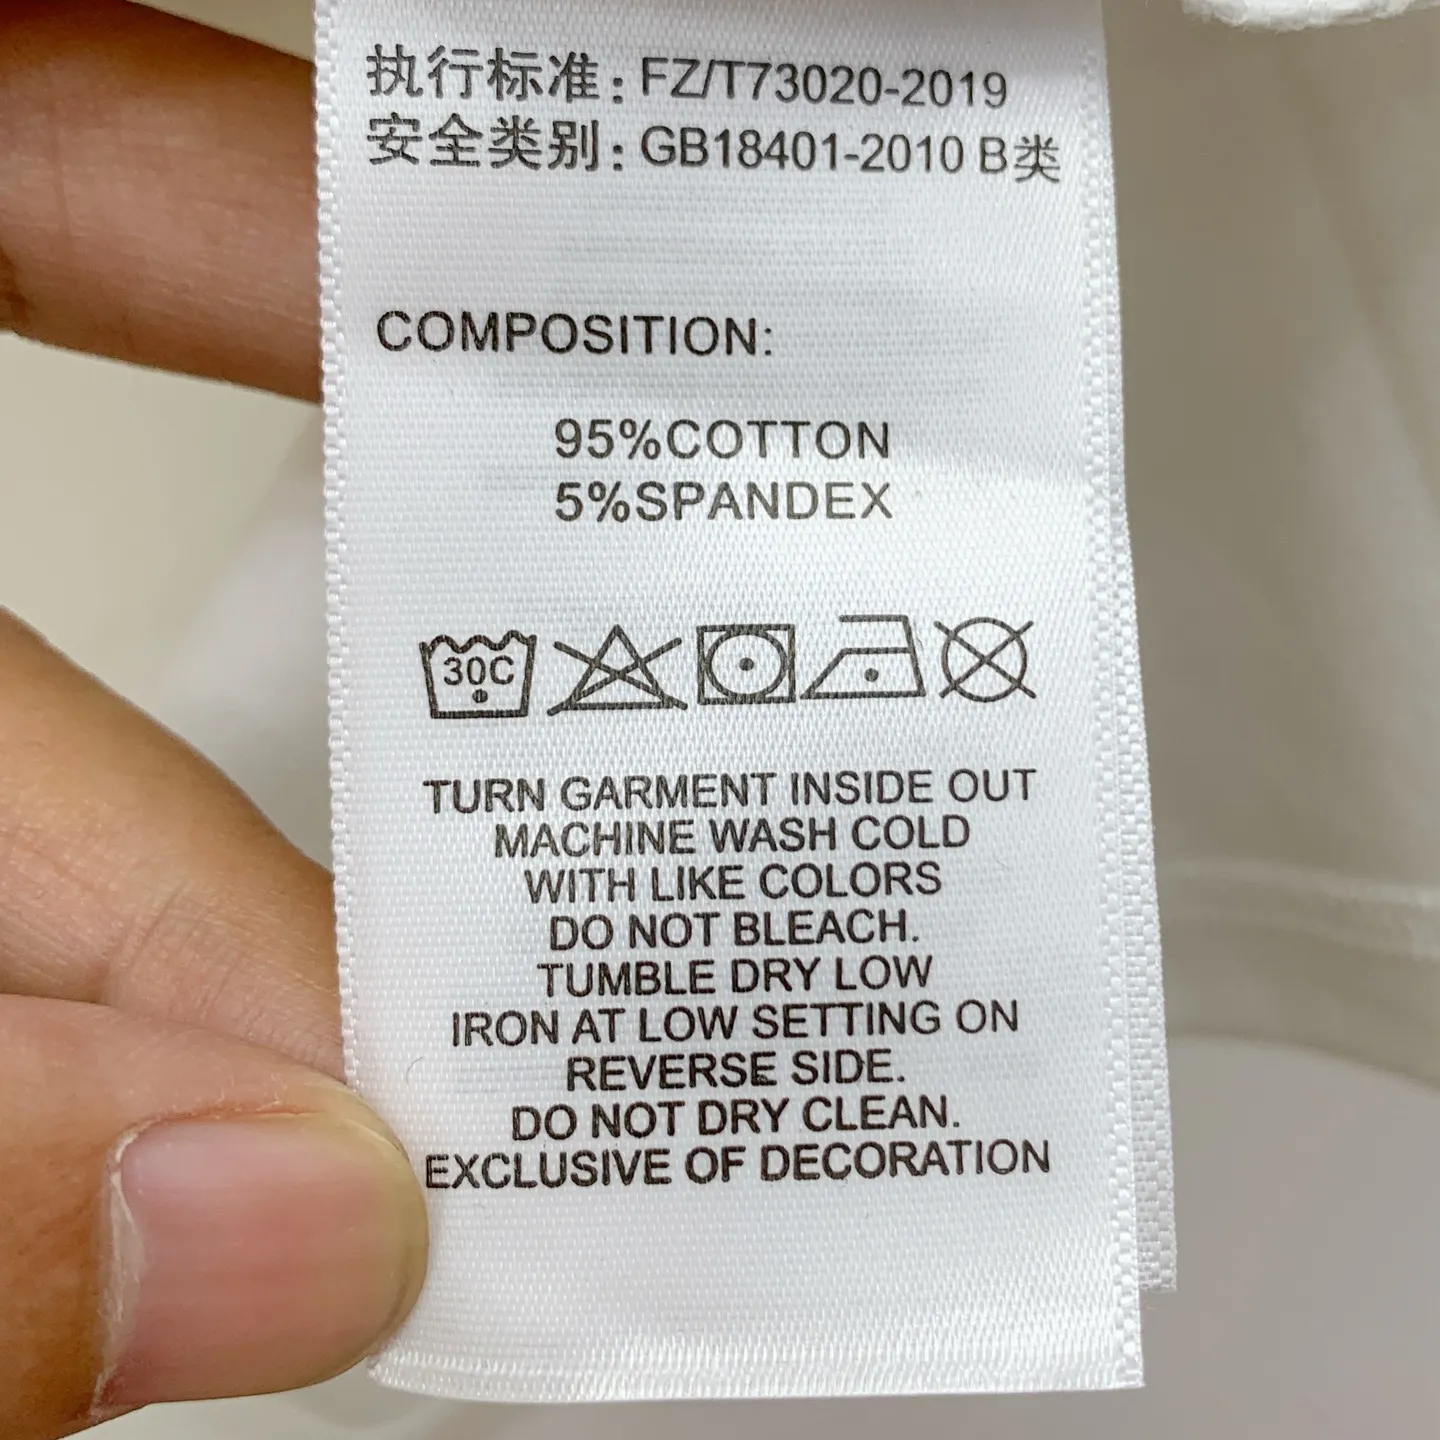 执行标准：FZ/T73020-2019
安全类别：GB18401-2010 B类
COMPOSITION:
95%COTTON
5%SPANDEX
30C
TURN GARMENT INSIDE OUT
MACHINE WASH COLD
WITH LIKE COLORS
DO NOT BLEACH.
TUMBLE DRY LOW
IRON AT LOW SETTING ON
REVERSE SIDE.
DO NOT DRY CLEAN.
EXCLUSIVE OF DECORATION